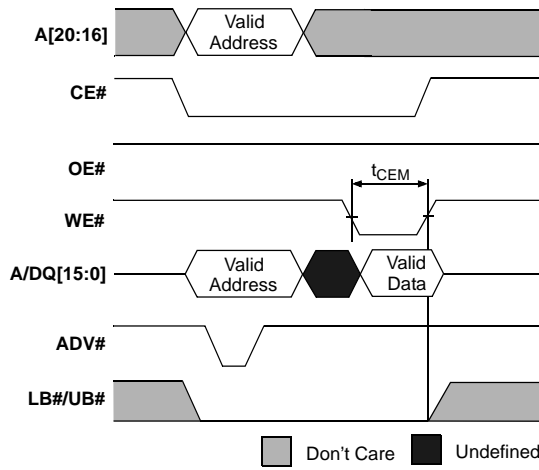 A[20:16]
Valid
Address
CE#
OE#
tCEM
WE#
A/DQ[15:0]
Valid
Address
Valid
Data
ADV#
LB#/UB#
Don't Care
Undefined